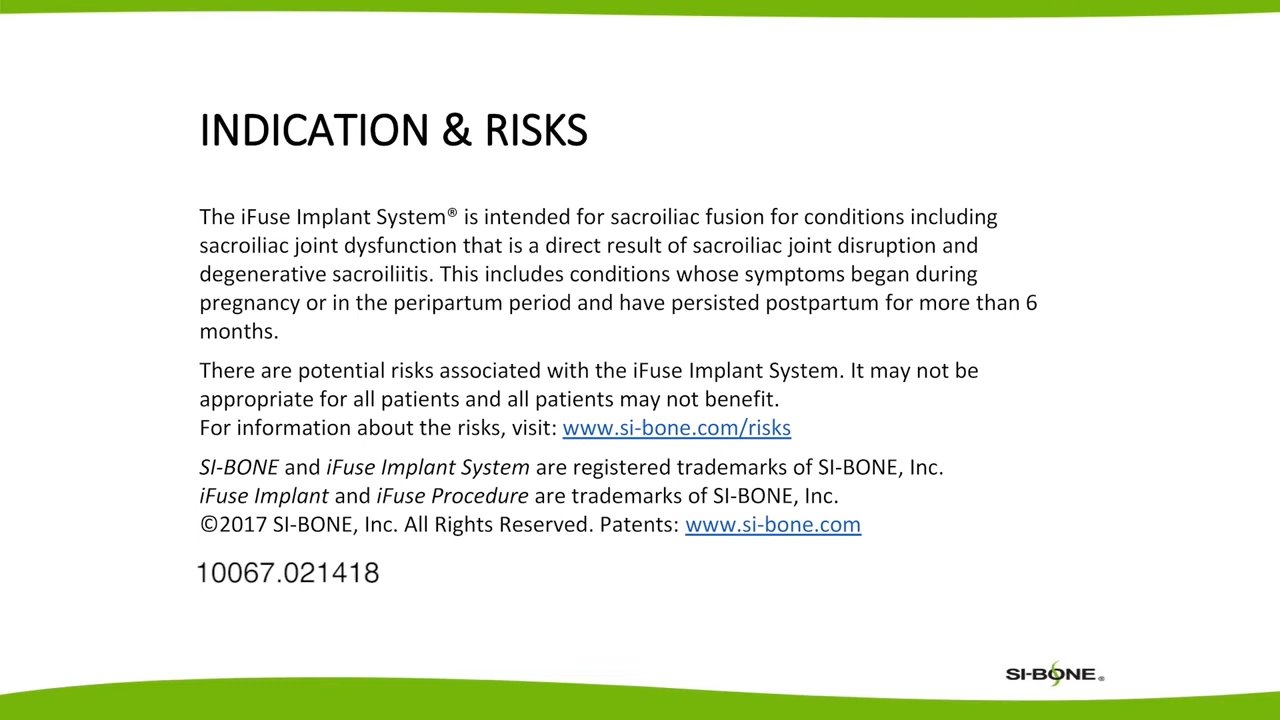 INDICATION & RISKS
The iFuse Implant System® is intended for sacroiliac fusion for conditions including
sacroiliac joint dysfunction that is a direct result of sacroiliac joint disruption and
degenerative sacroiliitis. This includes conditions whose symptoms began during
pregnancy or in the peripartum period and have persisted postpartum for more than 6
months.
There are potential risks associated with the iFuse Implant System. It may not be
appropriate for all patients and all patients may not benefit.
For information about the risks, visit: www.si-bone.com/risks
SI-BONE and iFuse Implant System are registered trademarks of SI-BONE, Inc.
iFuse Implant and iFuse Procedure are trademarks of SI-BONE, Inc.
©2017 SI-BONE, Inc. All Rights Reserved. Patents: www.si-bone.com
10067.021418
SI-BONE®